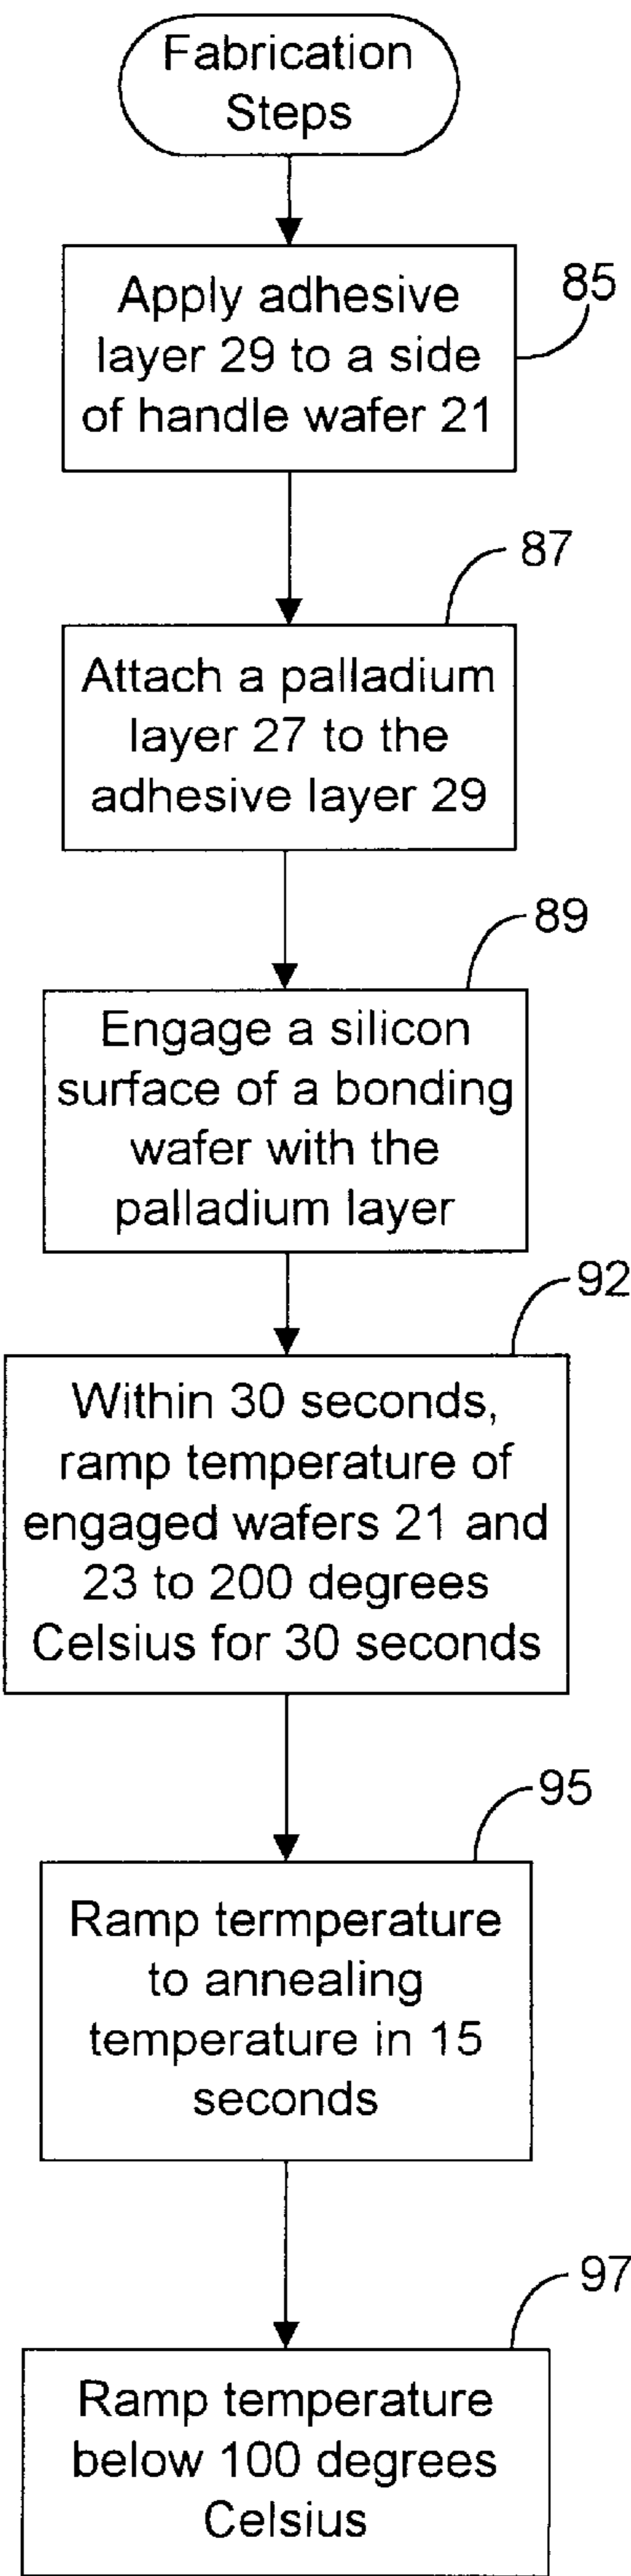 Fabrication
Steps
85
Apply adhesive
layer 29 to a side
of handle wafer 21
87
Attach a palladium
layer 27 to the
adhesive layer 29
89
Engage a silicon
surface of a bonding
wafer with the
palladium layer
92
Within 30 seconds,
ramp temperature of
engaged wafers 21 and
23 to 200 degrees
Celsius for 30 seconds
95
Ramp termperature
to annealing
temperature in 15
seconds
97
Ramp temperature
below 100 degrees
Celsius